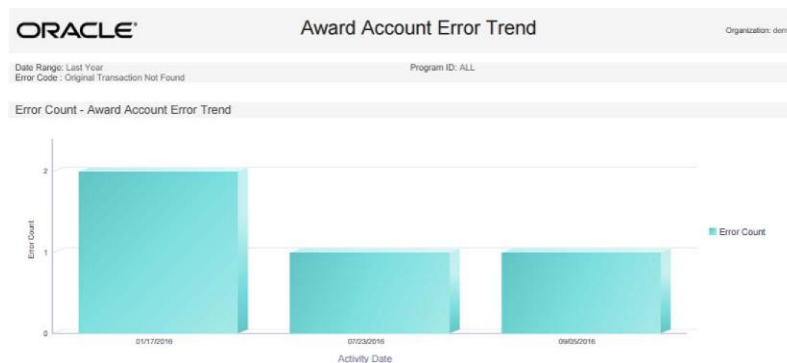 ORACLE®
Award Account Error Trend
Organization:
Date Range: Last Year
Program ID: ALL
Error Code : Original Transaction Not Found
Error Count - Award Account Error Trend
2
Error Count
1
0
Error Count
01/17/2016
07/23/2016
09/05/2016
Activity Date